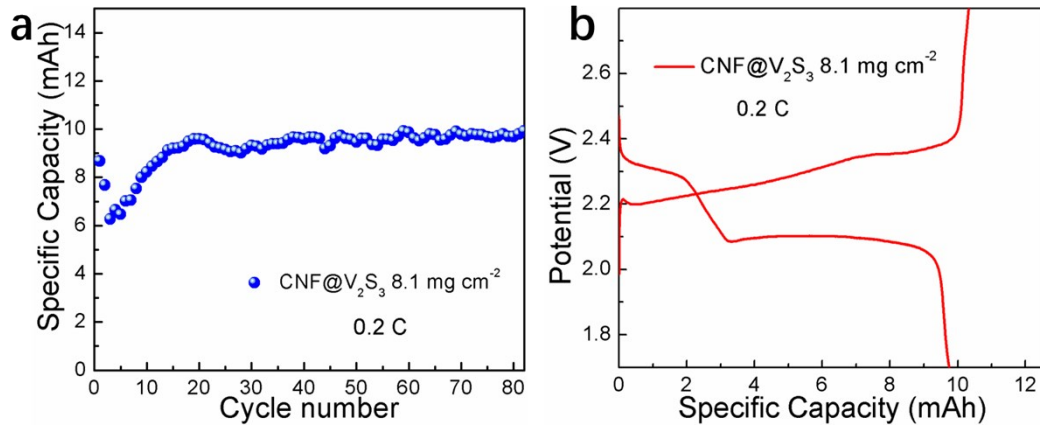 a
Specific Capacity (mAh)
14
12
10
8
6
4
2
0
CNF@V₂S₃ 8.1 mg cm⁻²
0.2 C
0 10 20 30 40 50 60 70 80
Cycle number
b
Potential (V)
2.6
2.4
2.2
2.0
1.8
CNF@V₂S₃ 8.1 mg cm⁻²
0.2 C
0 2 4 6 8 10 12
Specific Capacity (mAh)